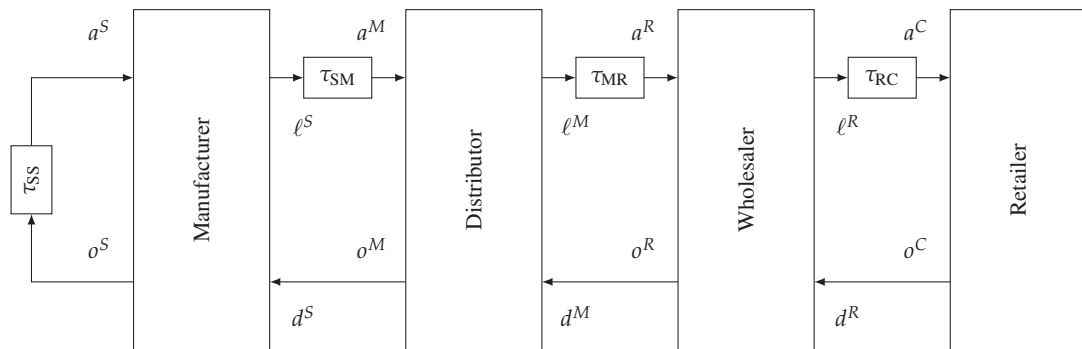 a^S
a^M
a^R
a^C
τ_SM
τ_MR
τ_RC
ℓ^S
ℓ^M
ℓ^R
τ_SS
Manufacturer
Distributor
Wholesaler
Retailer
o^S
o^M
o^R
o^C
d^S
d^M
d^R